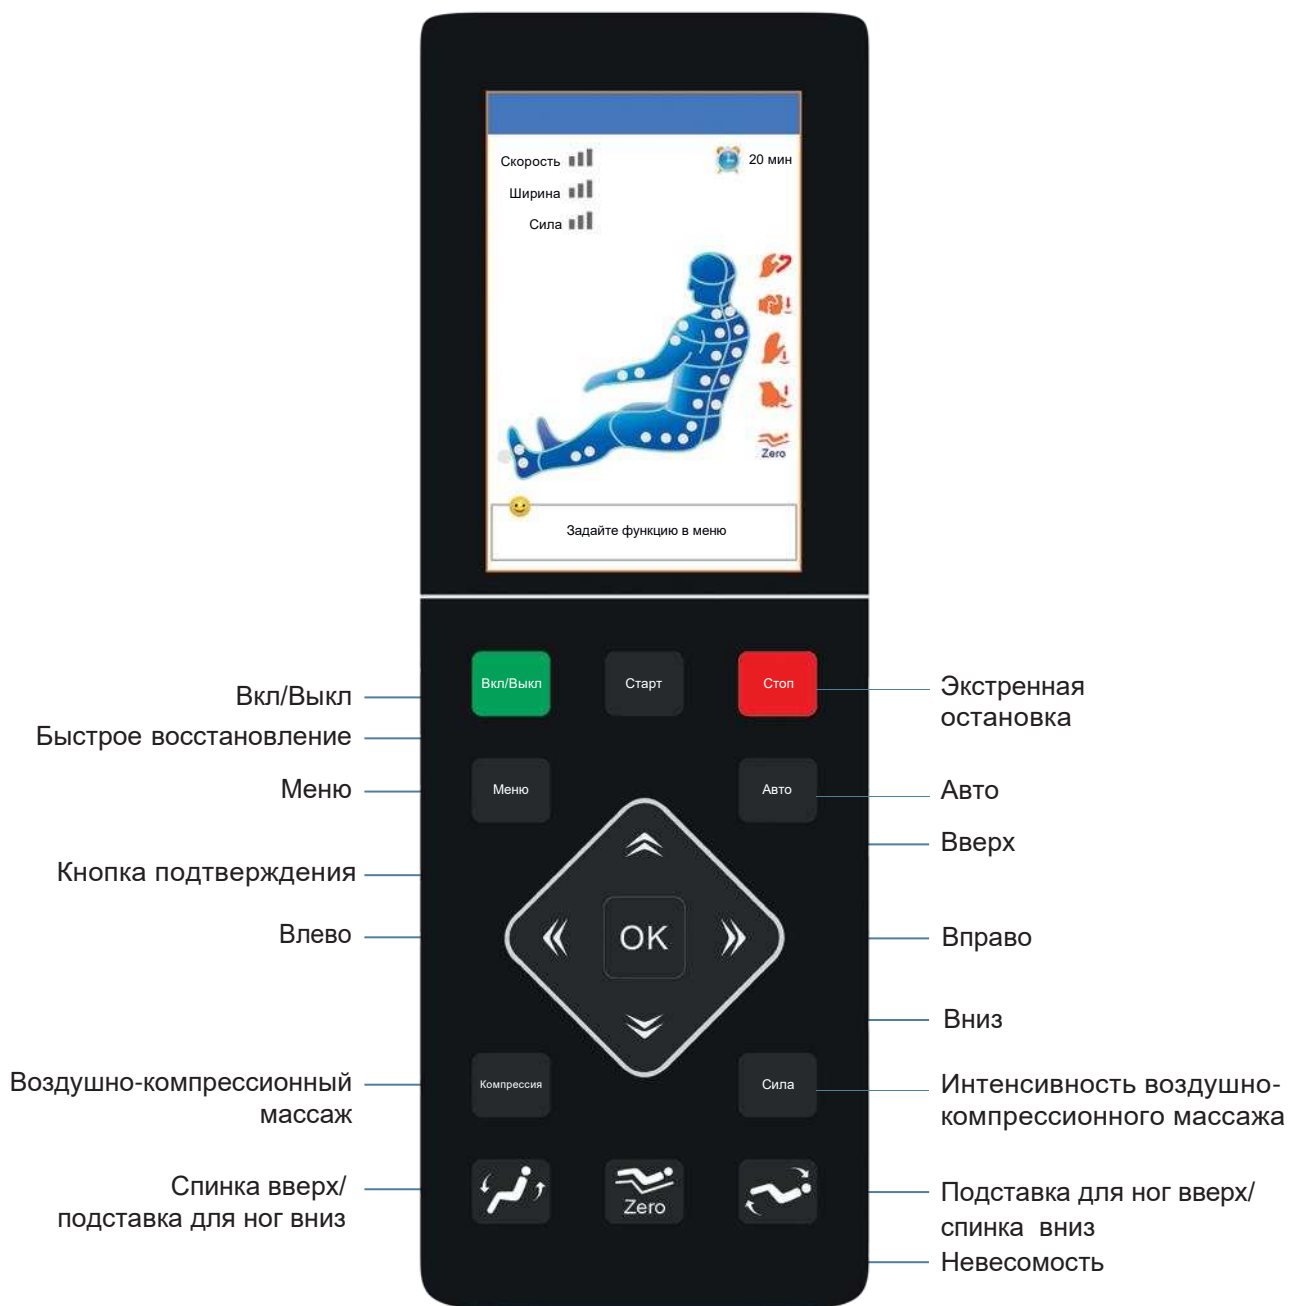 Скорость
20 мин
Ширина
Сила
Zero
Задайте функцию в меню
Вкл/Выкл
Старт
Стоп
Вкл/Выкл
Экстренная
остановка
Быстрое восстановление
Меню
Меню
Авто
Авто
Вверх
Кнопка подтверждения
Влево
OK
Вправо
Вниз
Воздушно-компрессионный
массаж
Компрессия
Сила
Интенсивность воздушно-
компрессионного массажа
Спинка вверх/
подставка для ног вниз
Zero
Подставка для ног вверх/
спинка вниз
Невесомость